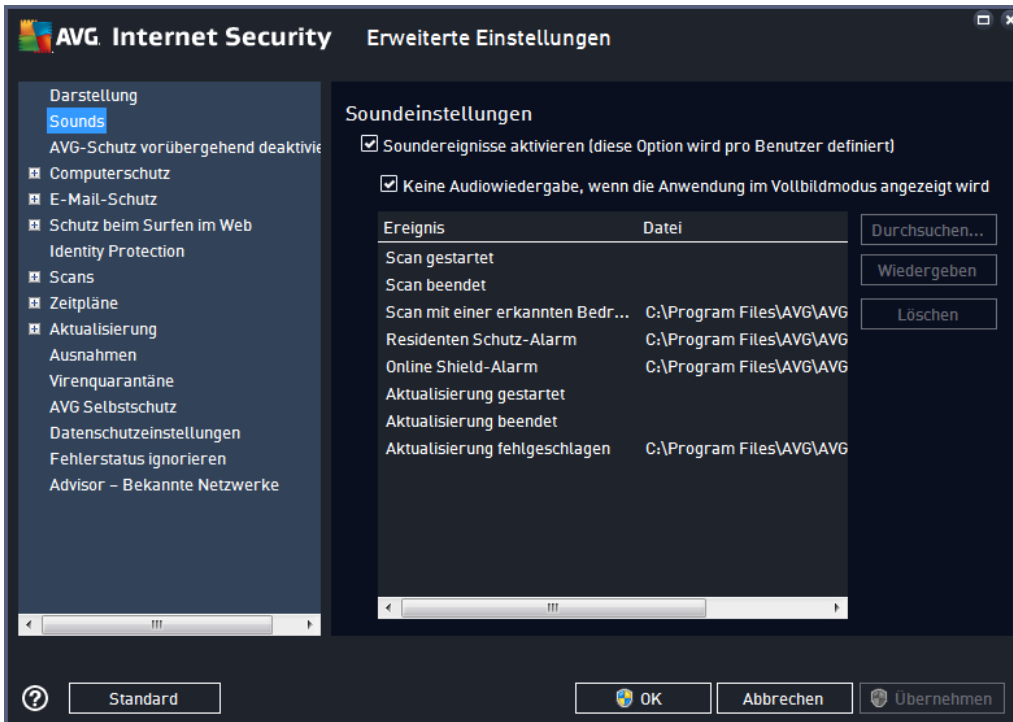 AVG Internet Security Erweiterte Einstellungen
Darstellung
Sounds
AVG-Schutz vorübergehend deaktivie
Computerschutz
E-Mail-Schutz
Schutz beim Surfen im Web
Identity Protection
Scans
Zeitpläne
Aktualisierung
Ausnahmen
Virenquarantäne
AVG Selbstschutz
Datenschutzeinstellungen
Fehlerstatus ignorieren
Advisor – Bekannte Netzwerke
Soundeinstellungen
Soundereignisse aktivieren (diese Option wird pro Benutzer definiert)
Keine Audiowiedergabe, wenn die Anwendung im Vollbildmodus angezeigt wird
Ereignis Datei
Scan gestartet
Scan beendet
Scan mit einer erkannten Bedr... C:\Program Files\AVG\AVG
Residenten Schutz-Alarm C:\Program Files\AVG\AVG
Online Shield-Alarm C:\Program Files\AVG\AVG
Aktualisierung gestartet
Aktualisierung beendet
Aktualisierung fehlgeschlagen C:\Program Files\AVG\AVG
Durchsuchen...
Wiedergeben
Löschen
? Standard OK Abbrechen Übernehmen